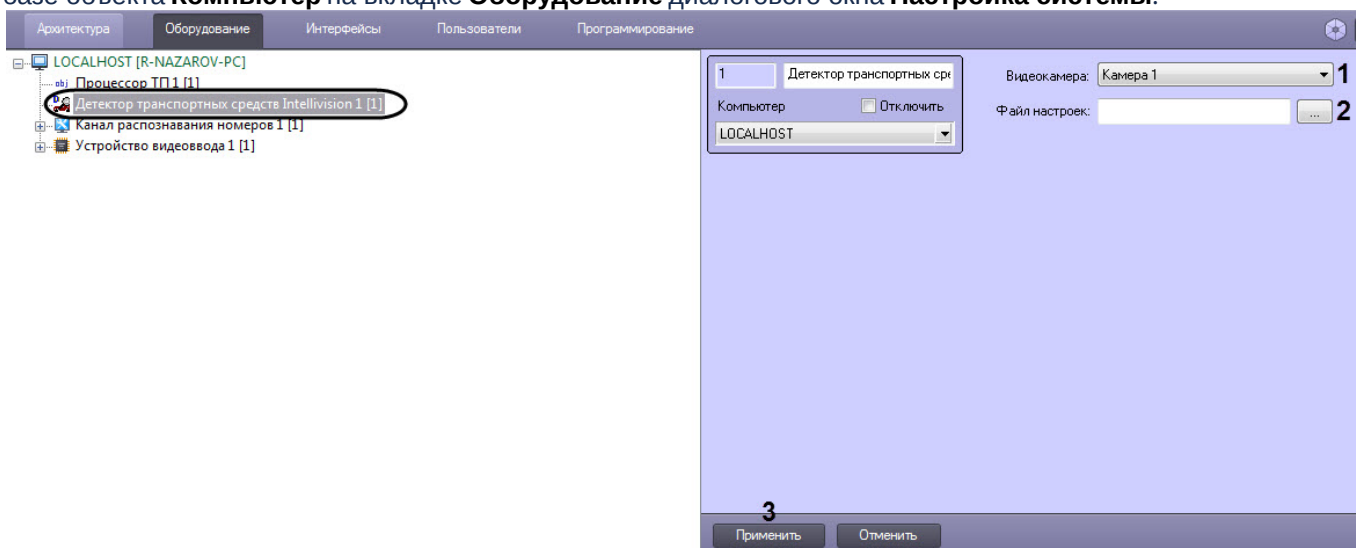 базе объекта Компьютер на вкладке Оборудование диалогового окна Настройка системы.
Архитектура Оборудование Интерфейсы Пользователи Программирование
LOCALHOST [R-NAZAROV-PC]
obj Процессор ТП 1 [1]
Детектор транспортных средств Intellivision 1 [1]
Канал распознавания номеров 1 [1]
Устройство видеоввода 1 [1]
1 Детектор транспортных сре
Компьютер Отключить
LOCALHOST
Видеокамера: Камера 1 1
Файл настроек: ... 2
3
Применить Отменить